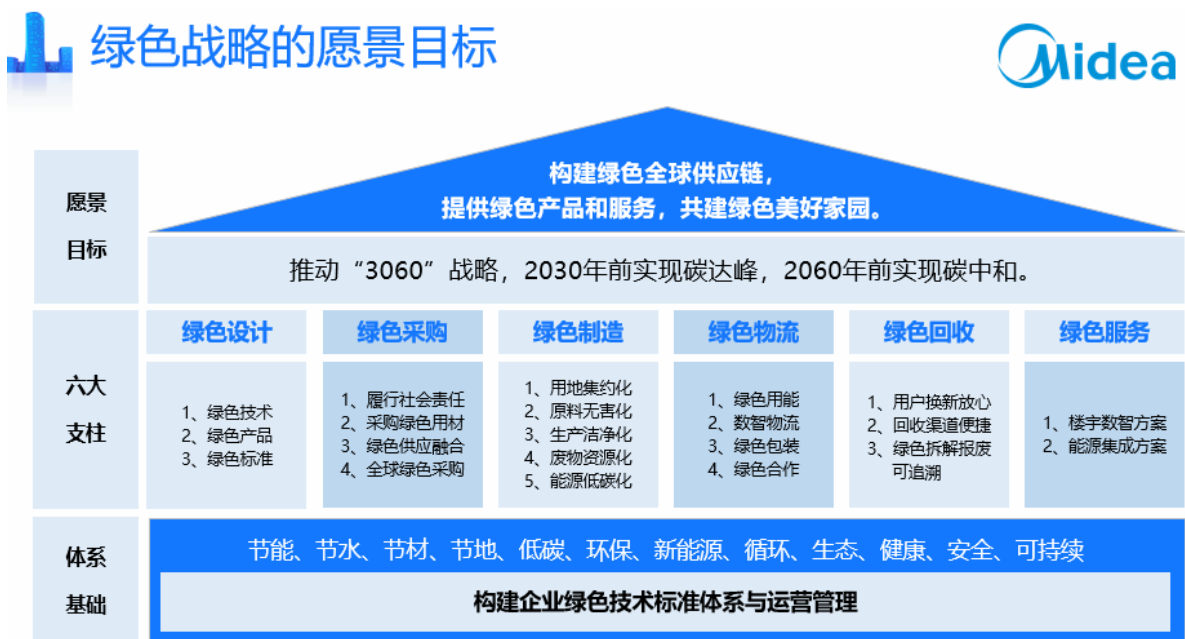 绿色战略的愿景目标
Midea
愿景
目标
构建绿色全球供应链，
提供绿色产品和服务，共建绿色美好家园。
推动“3060”战略，2030年前实现碳达峰，2060年前实现碳中和。
六大
支柱
绿色设计
1、绿色技术
2、绿色产品
3、绿色标准
绿色采购
1、履行社会责任
2、采购绿色用材
3、绿色供应融合
4、全球绿色采购
绿色制造
1、用地集约化
2、原料无害化
3、生产洁净化
4、废物资源化
5、能源低碳化
绿色物流
1、绿色用能
2、数智物流
3、绿色包装
4、绿色合作
绿色回收
1、用户换新放心
2、回收渠道便捷
3、绿色拆解报废
可追溯
绿色服务
1、楼宇数智方案
2、能源集成方案
体系
基础
节能、节水、节材、节地、低碳、环保、新能源、循环、生态、健康、安全、可持续
构建企业绿色技术标准体系与运营管理